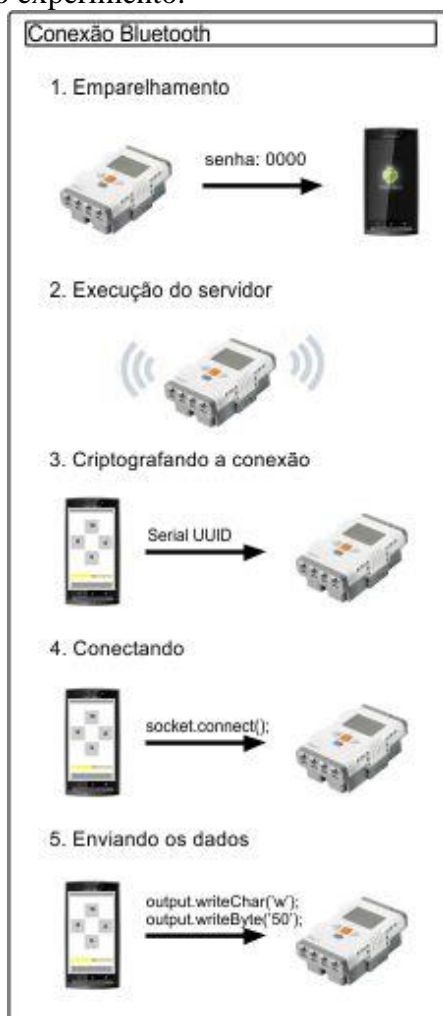 o experimento.
Conexão Bluetooth
1. Emparelhamento
senha: 0000
2. Execução do servidor
3. Criptografando a conexão
Serial UUID
4. Conectando
socket.connect();
5. Enviando os dados
output.writeChar('w');
output.writeByte('50');